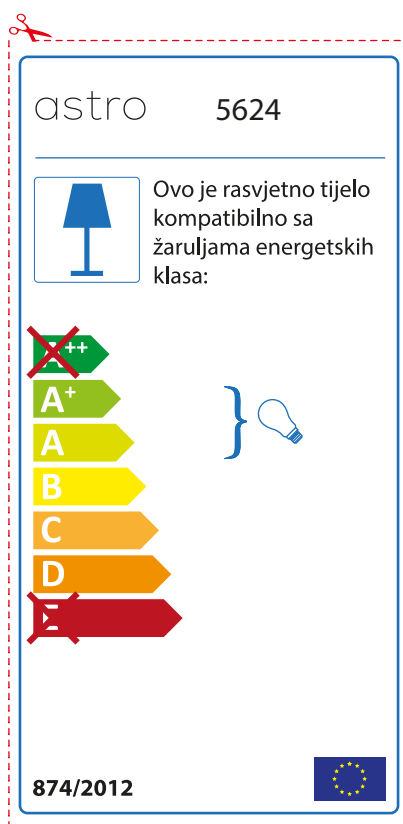 astro 5624
Ovo je rasvjetno tijelo
kompatibilno sa
žaruljama energetskih
klasa:
A++
A+
A
B
C
D
E
874/2012